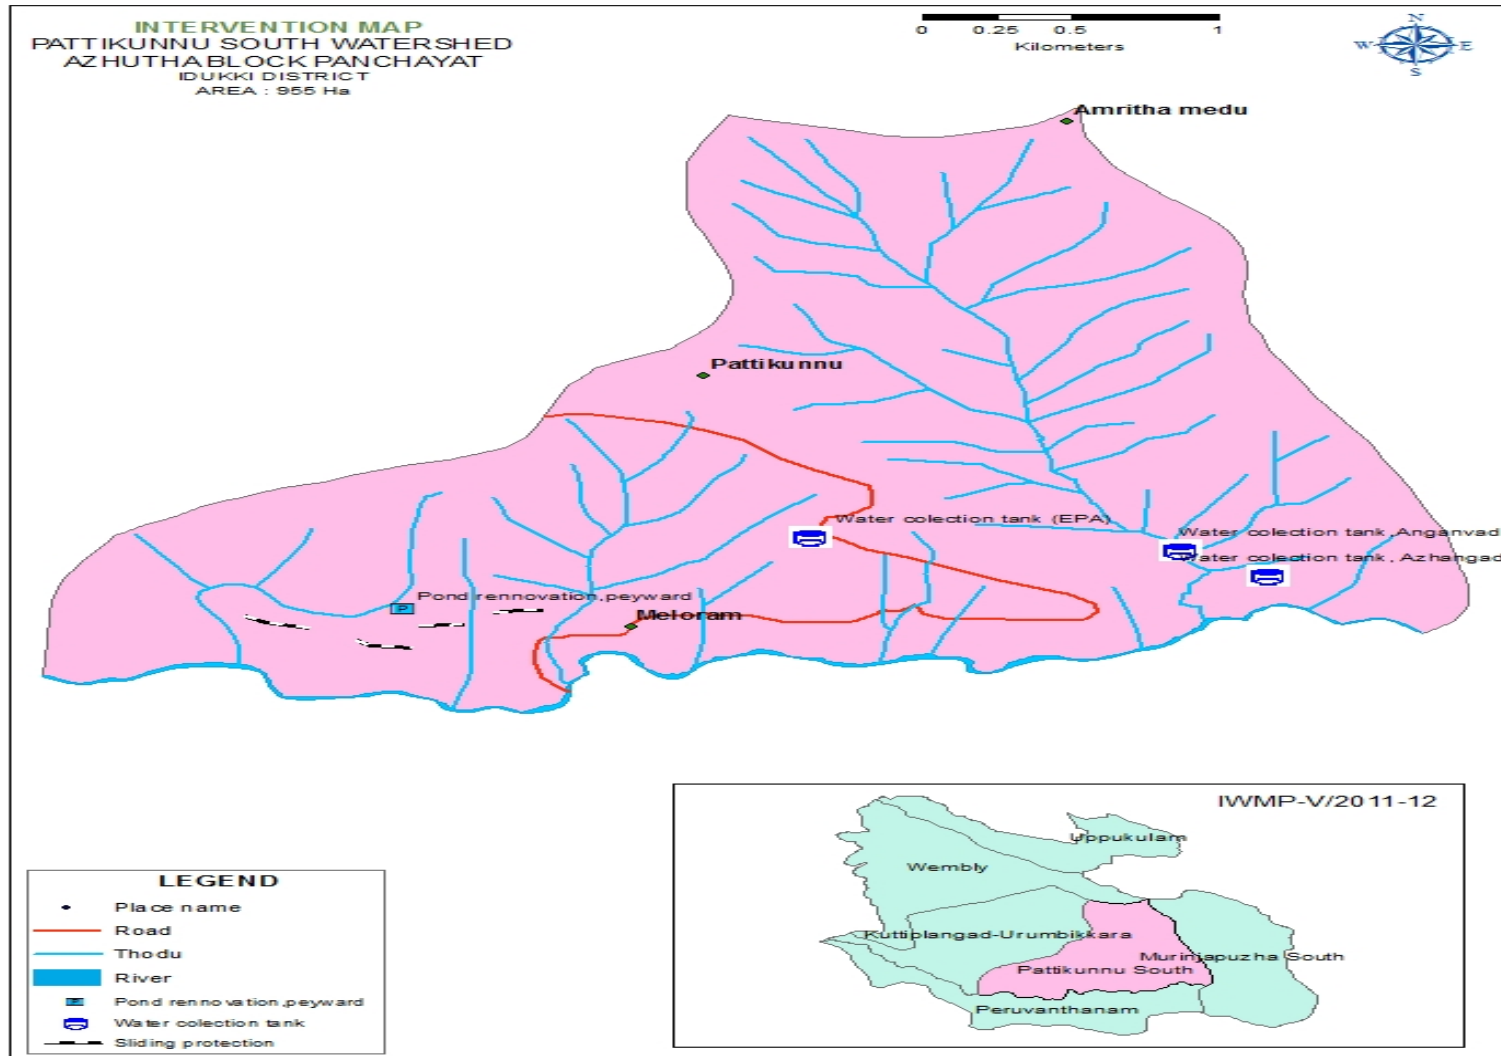 INTERVENTION MAP
PATTIKUNNU SOUTH WATERSHED
AZHUTHA BLOCK PANCHAYAT
IDUKKI DISTRICT
AREA : 955 Ha
0 0.25 0.5 1
Kilometers
N
W E
S
Amritha medu
Pattikunnu
Water colection tank (EPA)
Water colection tank,Anganvadi
Water colection tank, Azhangad
Pond rennovation,peyward
P
Meloram
LEGEND
Place name
Road
Thodu
River
Pond rennovation,peyward
Water colection tank
Sliding protection
IWMP-V/2011-12
Uppukulam
Wembly
Kuttiplangad-Urumbikkara
Murinjapuzha South
Pattikunnu South
Peruvanthanam